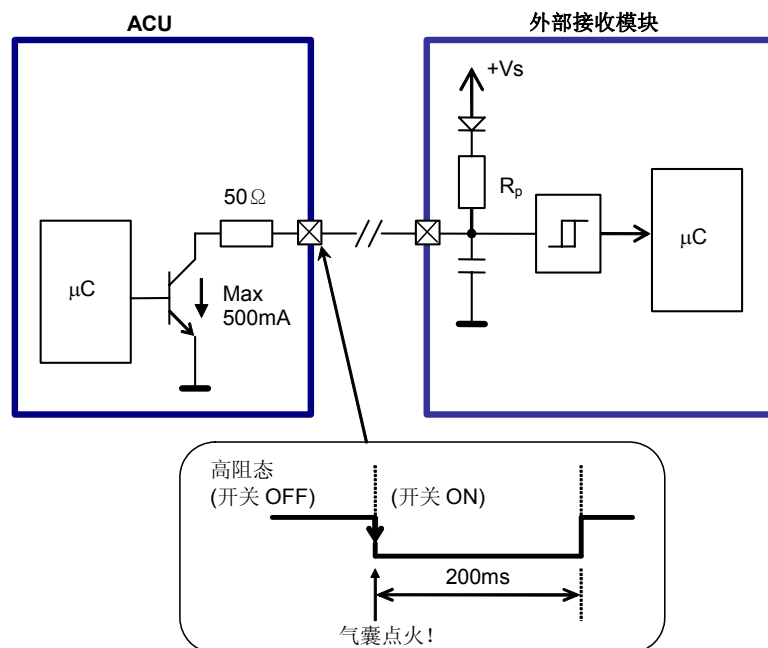 ACU
外部接收模块
+Vs
50Ω
Rp
μC
Max
500mA
μC
高阻态
(开关 OFF)
(开关 ON)
200ms
气囊点火!